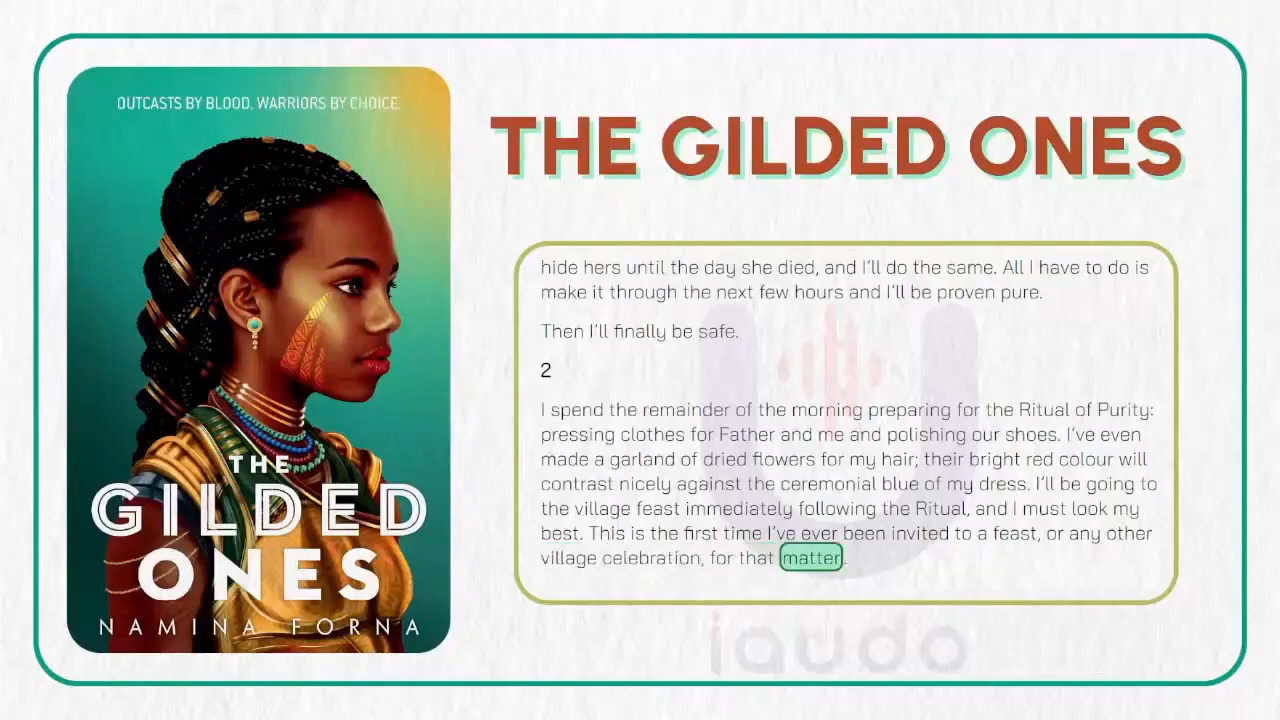 OUTCASTS BY BLOOD. WARRIORS BY CHOICE.
THE
GILDED
ONES
NAMINA FORNA
THE GILDED ONES
hide hers until the day she died, and I'll do the same. All I have to do is
make it through the next few hours and I'll be proven pure.
Then I'll finally be safe.
2
I spend the remainder of the morning preparing for the Ritual of Purity:
pressing clothes for Father and me and polishing our shoes. I've even
made a garland of dried flowers for my hair; their bright red colour will
contrast nicely against the ceremonial blue of my dress. I'll be going to
the village feast immediately following the Ritual, and I must look my
best. This is the first time I've ever been invited to a feast, or any other
village celebration, for that matter.
iaudo